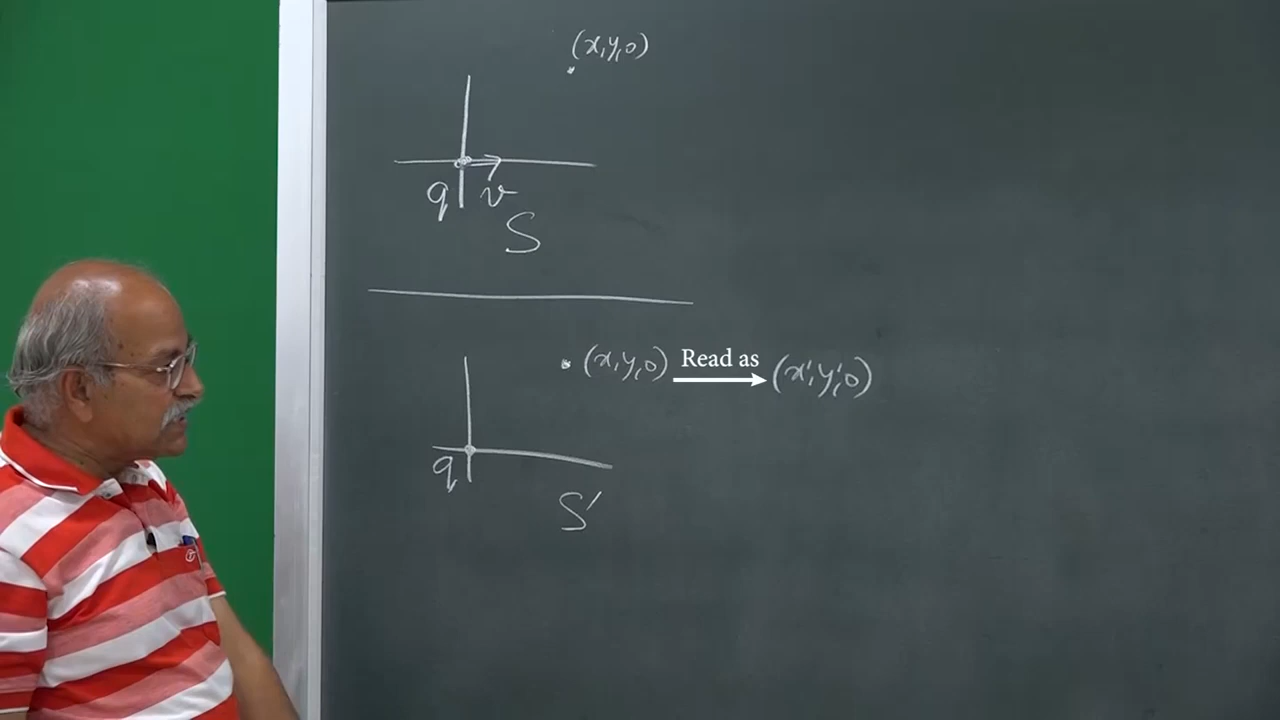 (x,y,0)
q v
S
(x,y,0) Read as (x',y',0)
q
S'